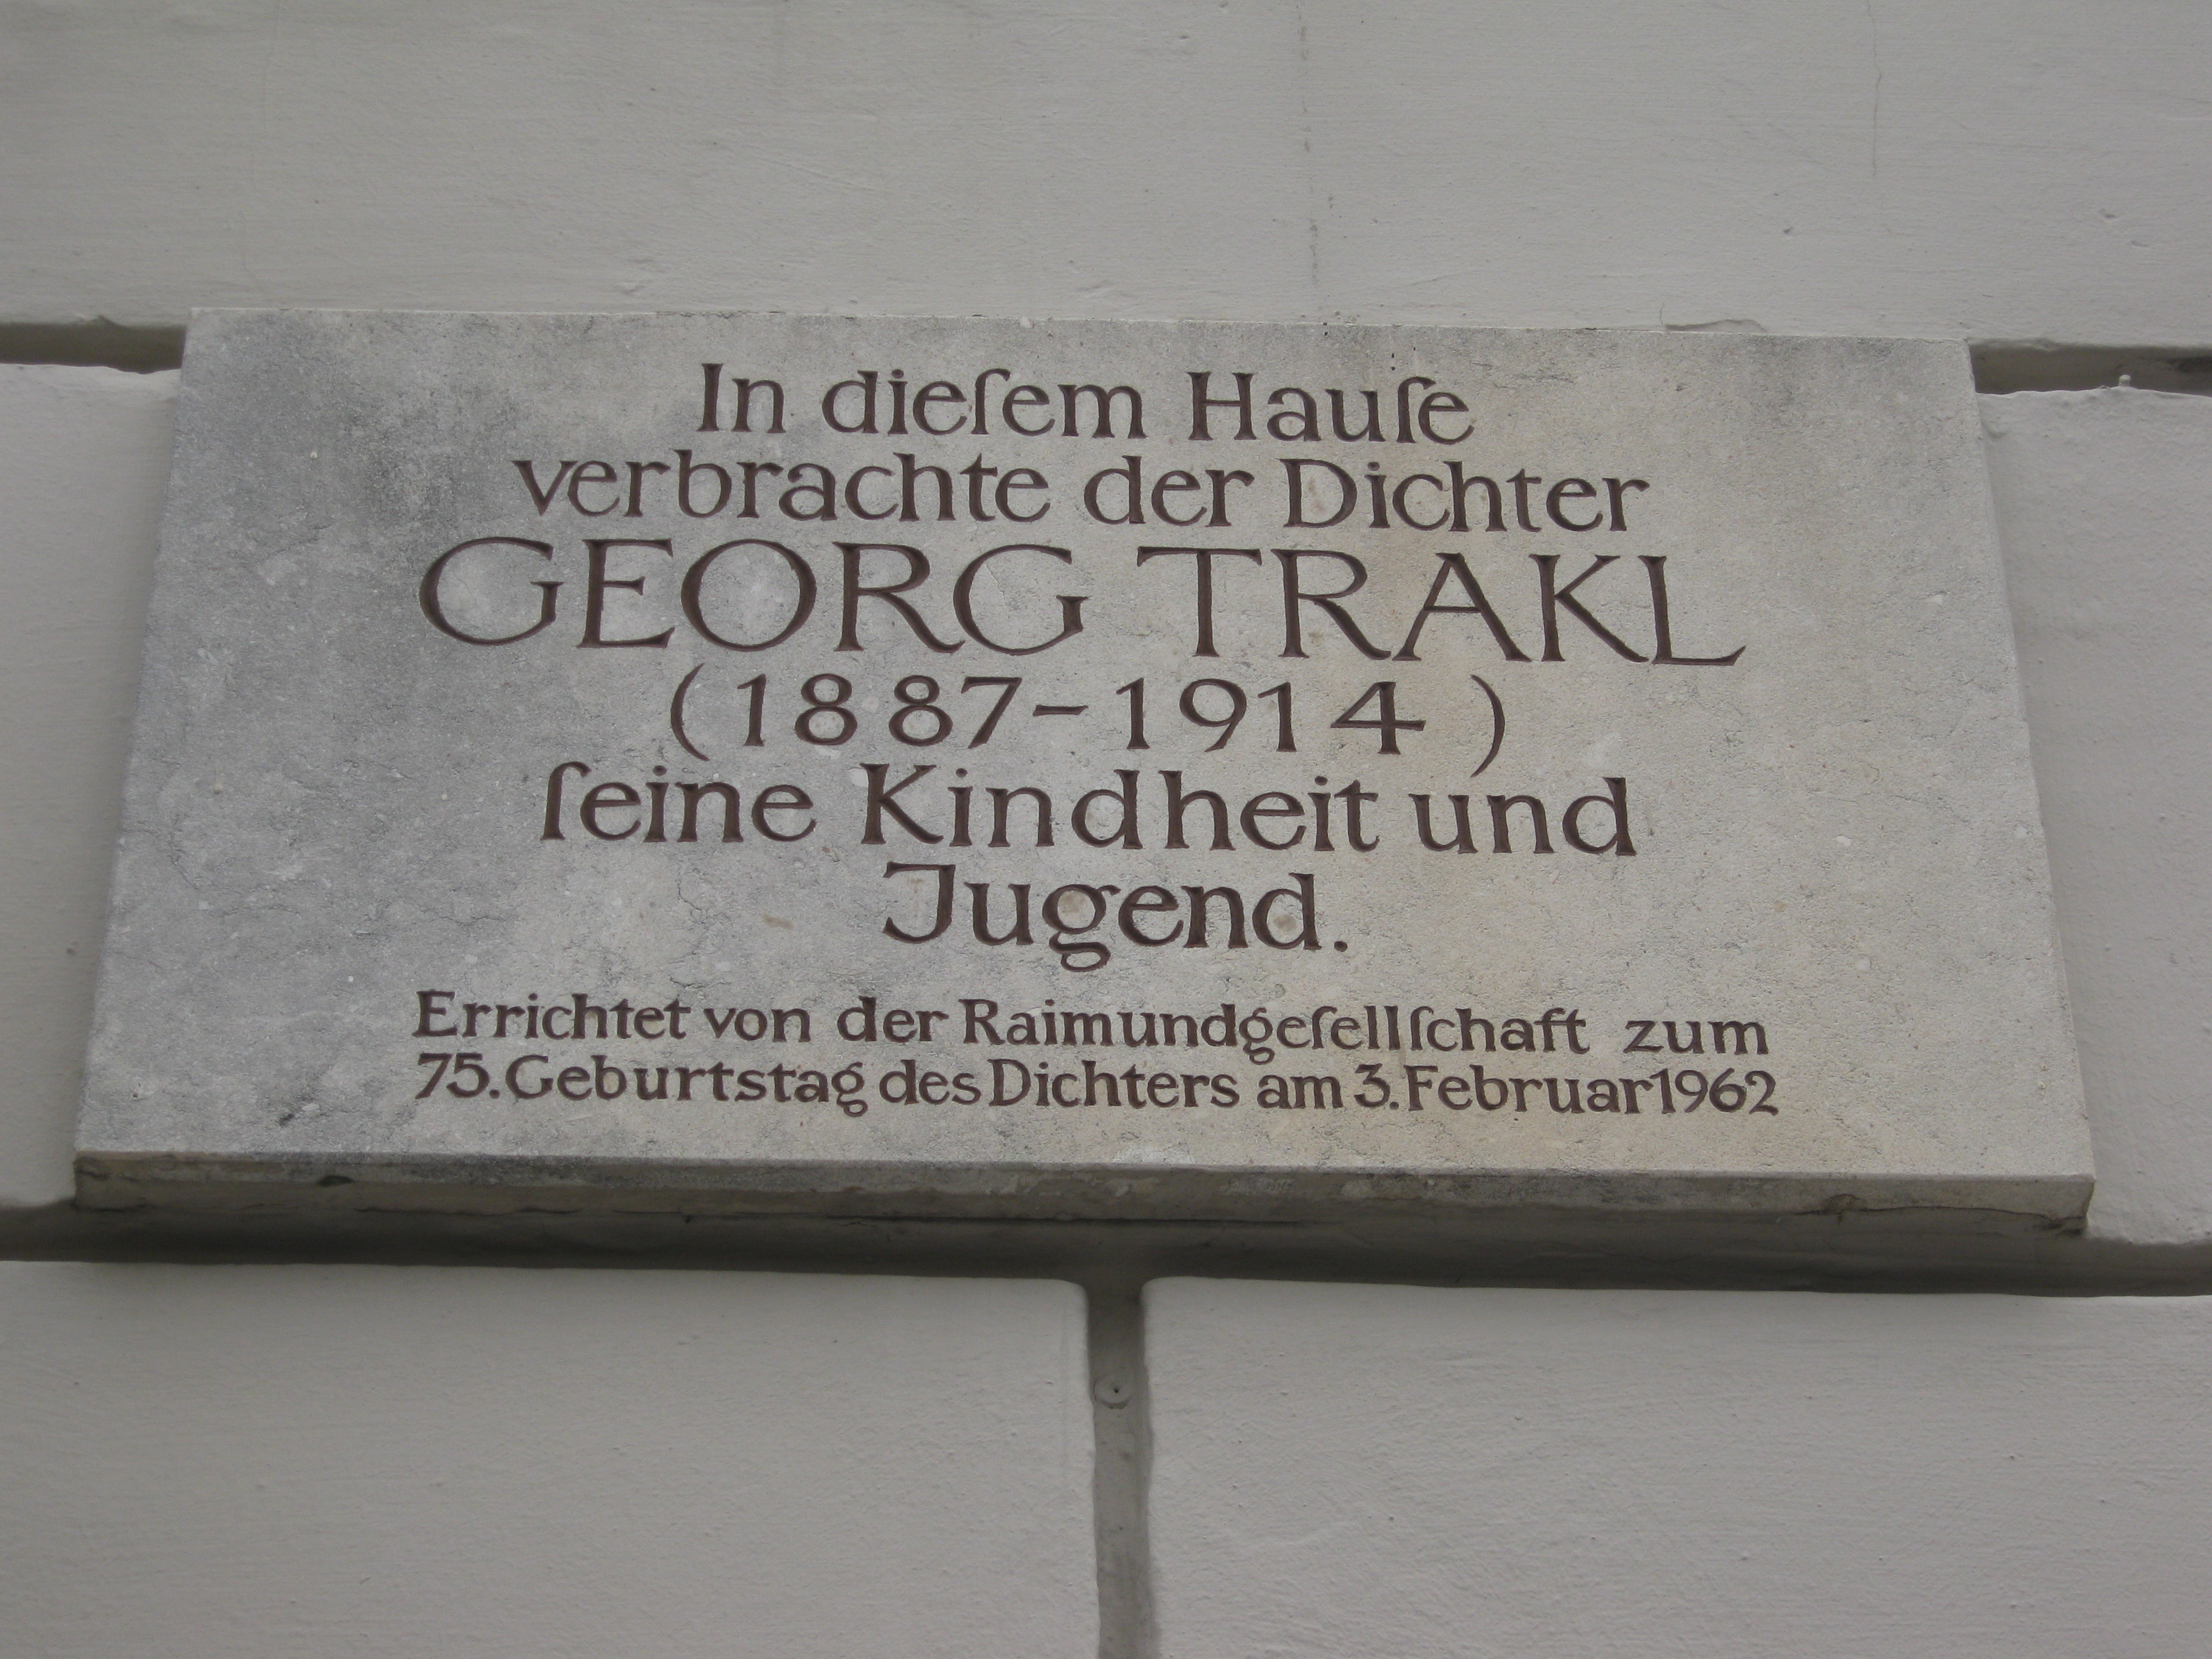 In dieſem Hauſe
verbrachte der Dichter
GEORG TRAKL
(1887-1914)
ſeine Kindheit und
Jugend.
Errichtet von der Raimundgeſellſchaft zum
75. Geburtstag des Dichters am 3. Februar 1962